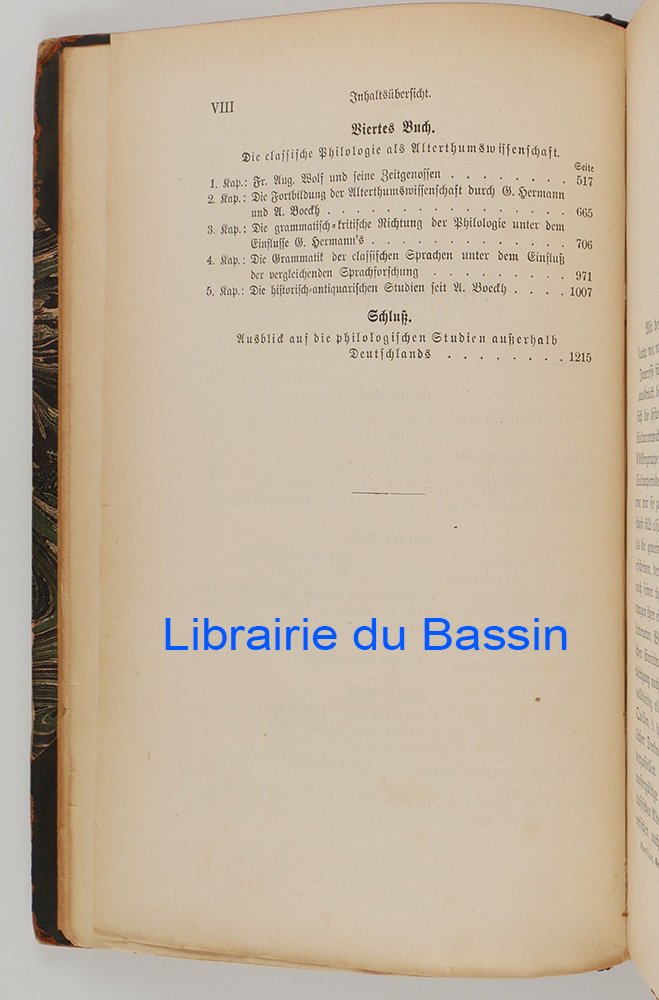 VIII
Inhaltsübersicht.
Viertes Buch.
Die classische Philologie als Alterthumswissenschaft.
Seite
1. Kap.: Fr. Aug. Wolf und seine Zeitgenossen . . . . . . . . 517
2. Kap.: Die Fortbildung der Alterthumswissenschaft durch G. Hermann
und A. Boeckh . . . . . . . . . . . . . . . . 665
3. Kap.: Die grammatisch-kritische Richtung der Philologie unter dem
Einflusse G. Hermann's . . . . . . . . . . . . . 706
4. Kap.: Die Grammatik der classischen Sprachen unter dem Einfluß
der vergleichenden Sprachforschung . . . . . . . . . 971
5. Kap.: Die historisch-antiquarischen Studien seit A. Boeckh . . . . 1007
Schluß.
Ausblick auf die philologischen Studien außerhalb
Deutschlands . . . . . . . . 1215
Librairie du Bassin